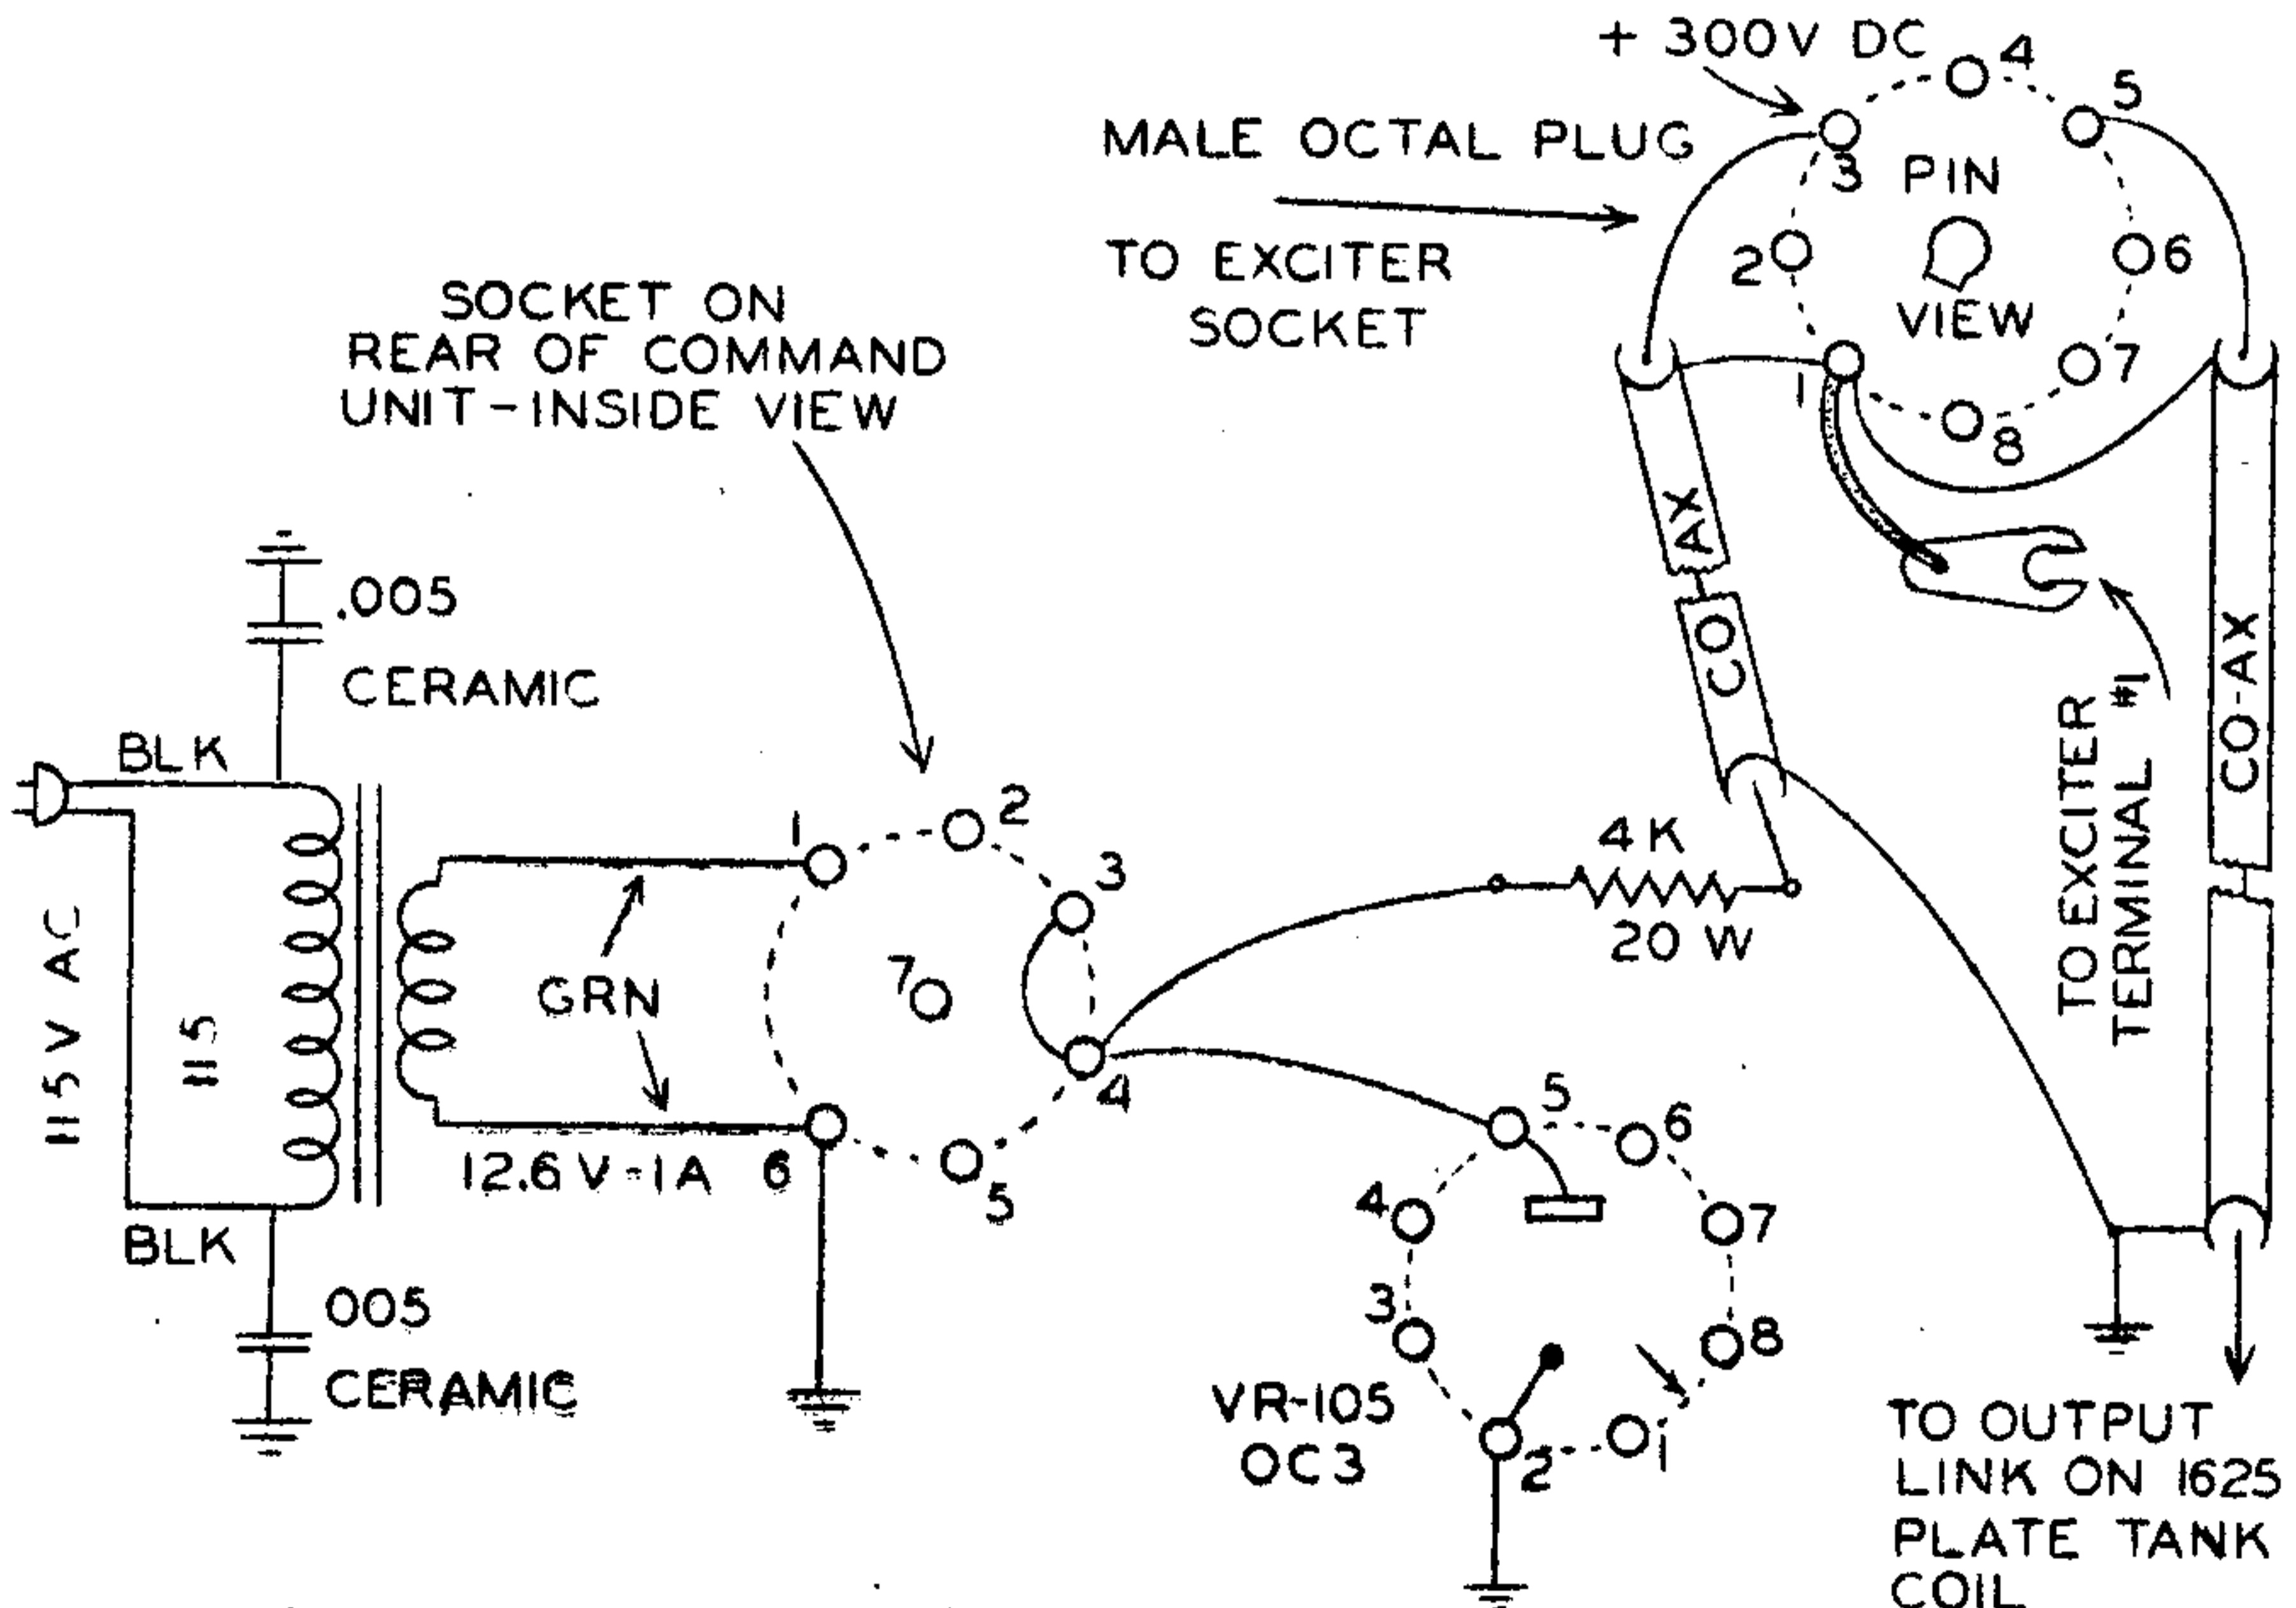 + 300V DC
4
5
MALE OCTAL PLUG
3
PIN
TO EXCITER
SOCKET
2
6
VIEW
1
7
8
SOCKET ON
REAR OF COMMAND
UNIT-INSIDE VIEW
CO AX
CO-AX
TO EXCITER
TERMINAL #1
.005
CERAMIC
BLK
115V AC
115
BLK
005
CERAMIC
GRN
12.6V-1A
1
2
3
7
4
6
5
4K
20 W
5
6
4
7
3
8
VR-105
OC3
2
1
TO OUTPUT
LINK ON 1625
PLATE TANK
COIL